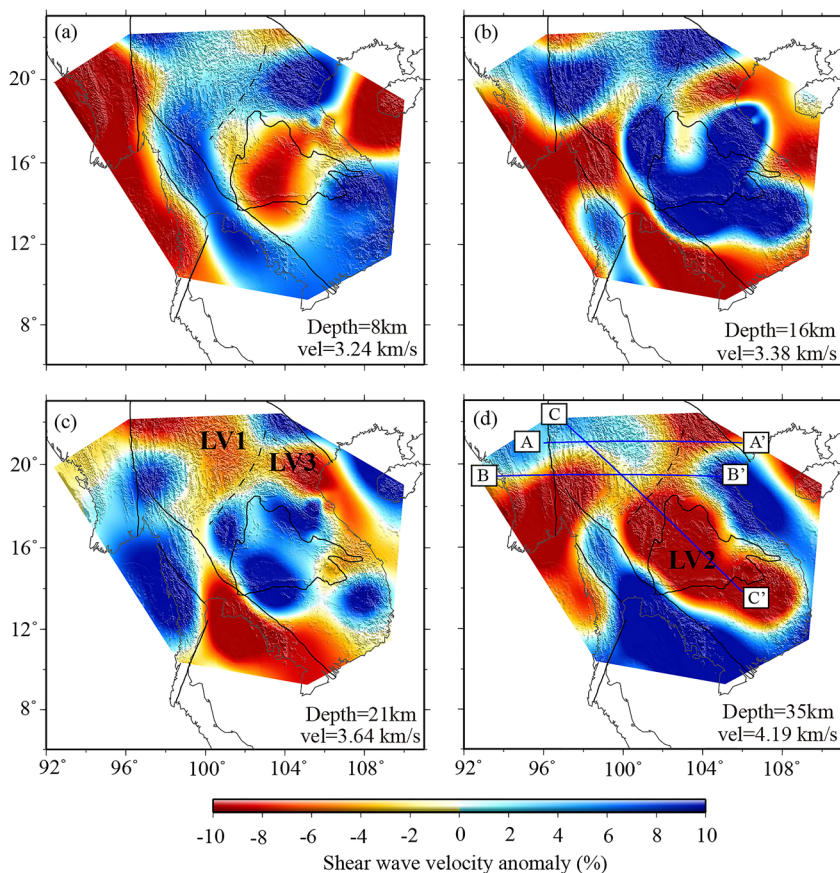 (a)
(b)
20°
16°
12°
8°
Depth=8km
vel=3.24 km/s
Depth=16km
vel=3.38 km/s
(c)
LV1
LV3
(d)
C
A
A'
B
B'
LV2
C'
20°
16°
12°
8°
Depth=21km
vel=3.64 km/s
Depth=35km
vel=4.19 km/s
92° 96° 100° 104° 108° 92° 96° 100° 104° 108°
-10 -8 -6 -4 -2 0 2 4 6 8 10
Shear wave velocity anomaly (%)